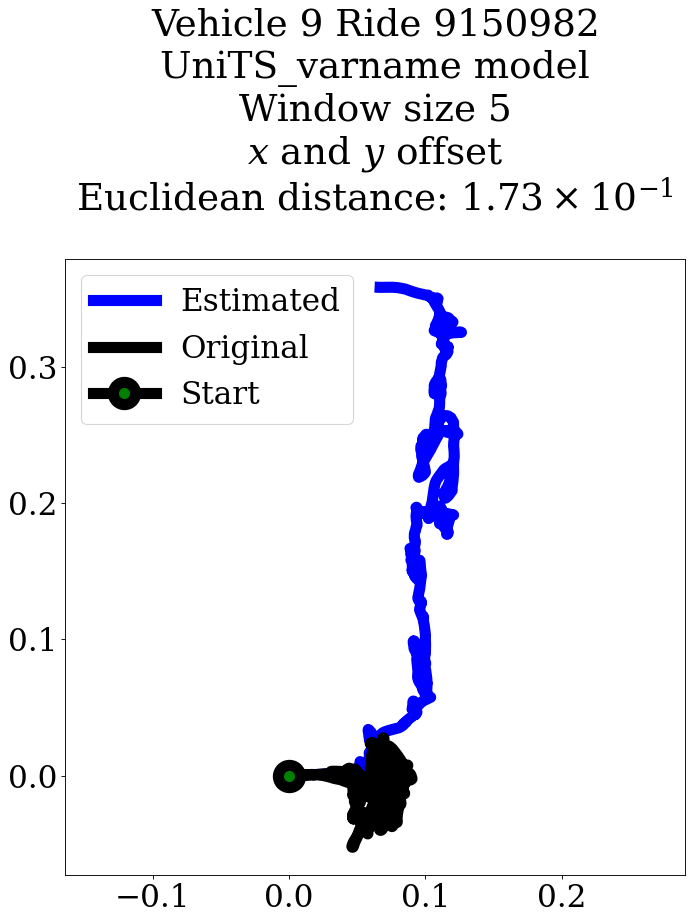 Vehicle 9 Ride 9150982
UniTS_varname model
Window size 5
x and y offset
Euclidean distance: 1.73 × 10⁻¹
Estimated
Original
Start
0.3
0.2
0.1
0.0
−0.1 0.0 0.1 0.2